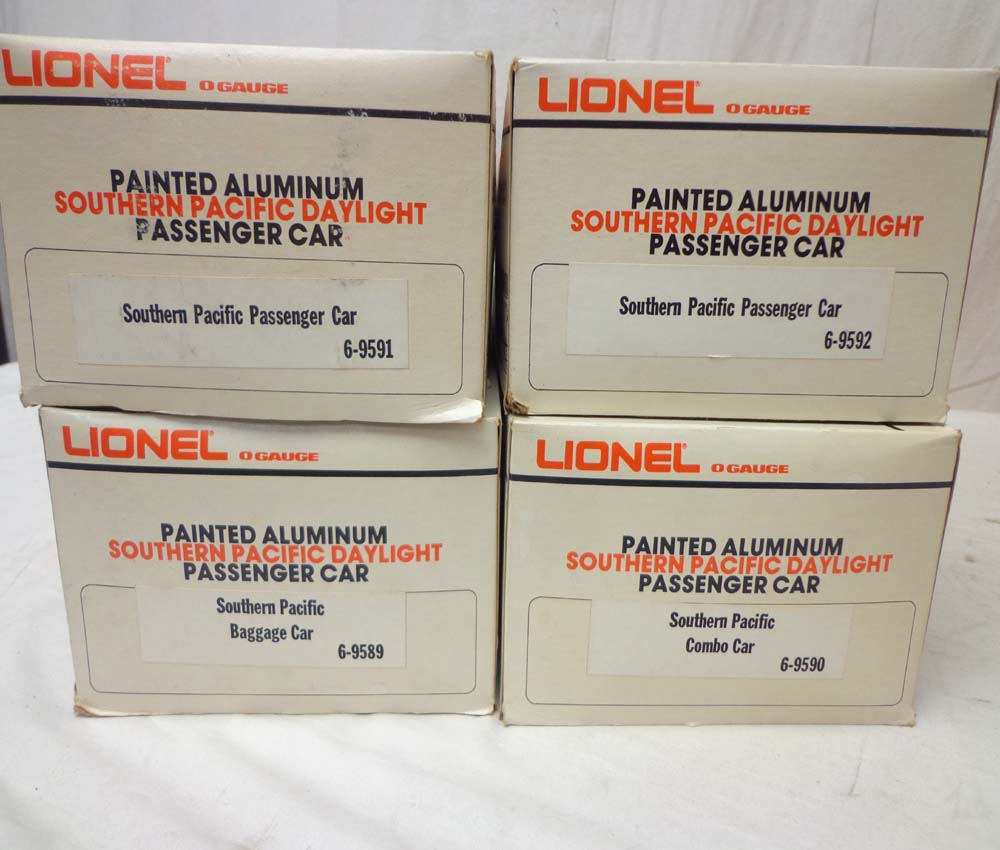 LIONEL O GAUGE
PAINTED ALUMINUM
SOUTHERN PACIFIC DAYLIGHT
PASSENGER CAR
Southern Pacific Passenger Car
6-9591
LIONEL® O GAUGE
PAINTED ALUMINUM
SOUTHERN PACIFIC DAYLIGHT
PASSENGER CAR
Southern Pacific Passenger Car
6-9592
LIONEL® O GAUGE
PAINTED ALUMINUM
SOUTHERN PACIFIC DAYLIGHT
PASSENGER CAR
Southern Pacific
Baggage Car
6-9589
LIONEL® O GAUGE
PAINTED ALUMINUM
SOUTHERN PACIFIC DAYLIGHT
PASSENGER CAR
Southern Pacific
Combo Car
6-9590